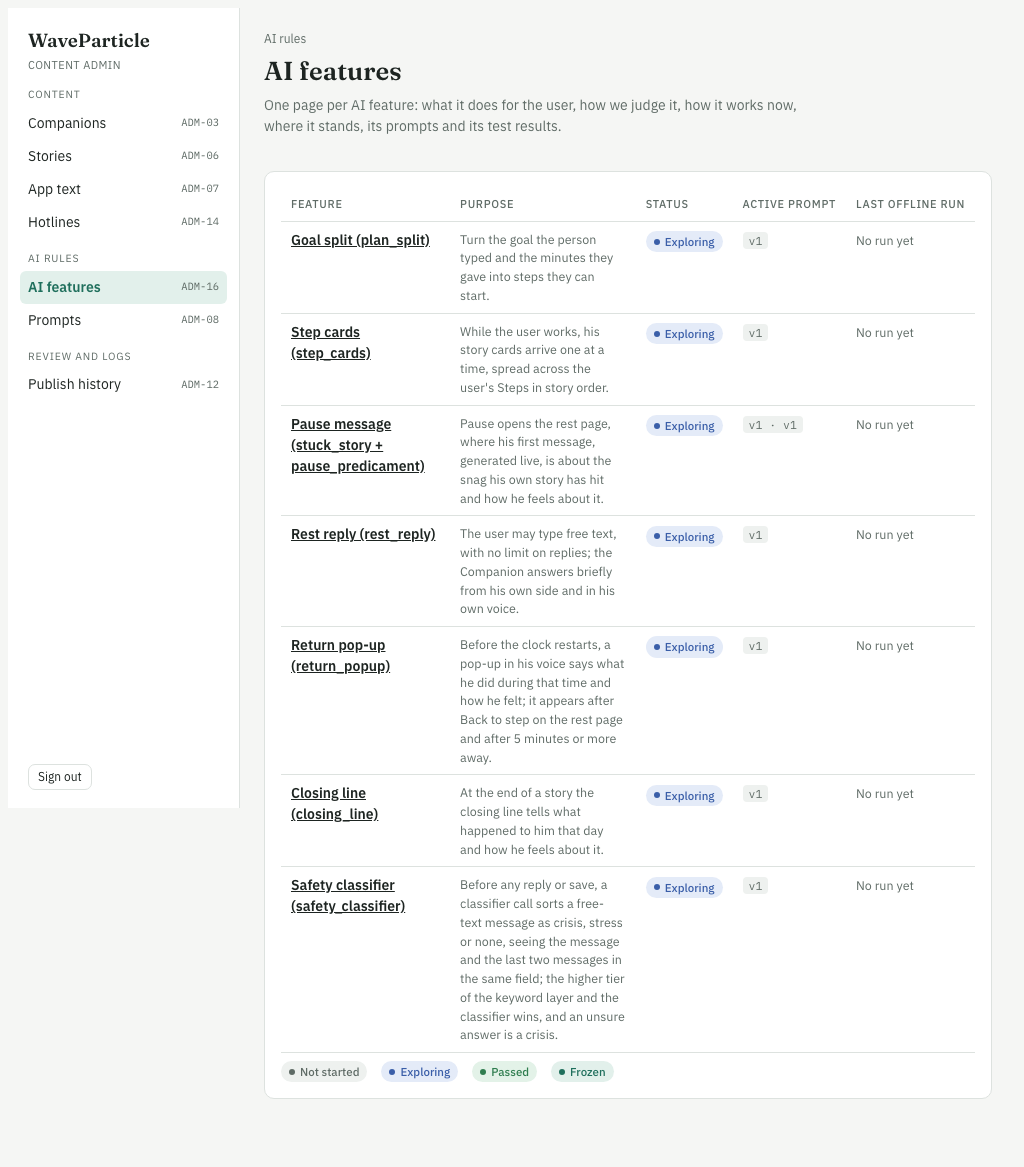 WaveParticle
CONTENT ADMIN
CONTENT
Companions ADM-03
Stories ADM-06
App text ADM-07
Hotlines ADM-14
AI RULES
AI features ADM-16
Prompts ADM-08
REVIEW AND LOGS
Publish history ADM-12
Sign out
AI rules
AI features
One page per AI feature: what it does for the user, how we judge it, how it works now,
where it stands, its prompts and its test results.
FEATURE PURPOSE STATUS ACTIVE PROMPT LAST OFFLINE RUN
Goal split (plan_split)
Turn the goal the person
typed and the minutes they
gave into steps they can
start.
Exploring
v1
No run yet
Step cards
(step_cards)
While the user works, his
story cards arrive one at a
time, spread across the
user's Steps in story order.
Exploring
v1
No run yet
Pause message
(stuck_story +
pause_predicament)
Pause opens the rest page,
where his first message,
generated live, is about the
snag his own story has hit
and how he feels about it.
Exploring
v1 · v1
No run yet
Rest reply (rest_reply)
The user may type free text,
with no limit on replies; the
Companion answers briefly
from his own side and in his
own voice.
Exploring
v1
No run yet
Return pop-up
(return_popup)
Before the clock restarts, a
pop-up in his voice says what
he did during that time and
how he felt; it appears after
Back to step on the rest page
and after 5 minutes or more
away.
Exploring
v1
No run yet
Closing line
(closing_line)
At the end of a story the
closing line tells what
happened to him that day
and how he feels about it.
Exploring
v1
No run yet
Safety classifier
(safety_classifier)
Before any reply or save, a
classifier call sorts a free-
text message as crisis, stress
or none, seeing the message
and the last two messages in
the same field; the higher tier
of the keyword layer and the
classifier wins, and an unsure
answer is a crisis.
Exploring
v1
No run yet
Not started Exploring Passed Frozen